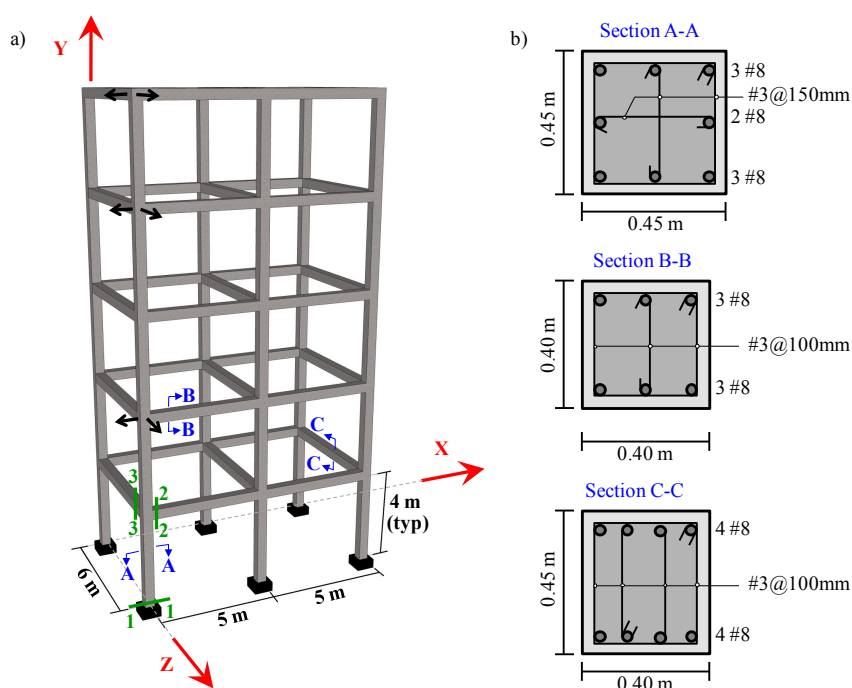 a)
Y
X
Z
B
B
C
C
3
3
2
2
A
A
1
1
4 m
(typ)
6 m
5 m
5 m
b)
Section A-A
3 #8
#3@150mm
2 #8
3 #8
0.45 m
0.45 m
Section B-B
3 #8
#3@100mm
3 #8
0.40 m
0.40 m
Section C-C
4 #8
#3@100mm
4 #8
0.45 m
0.40 m